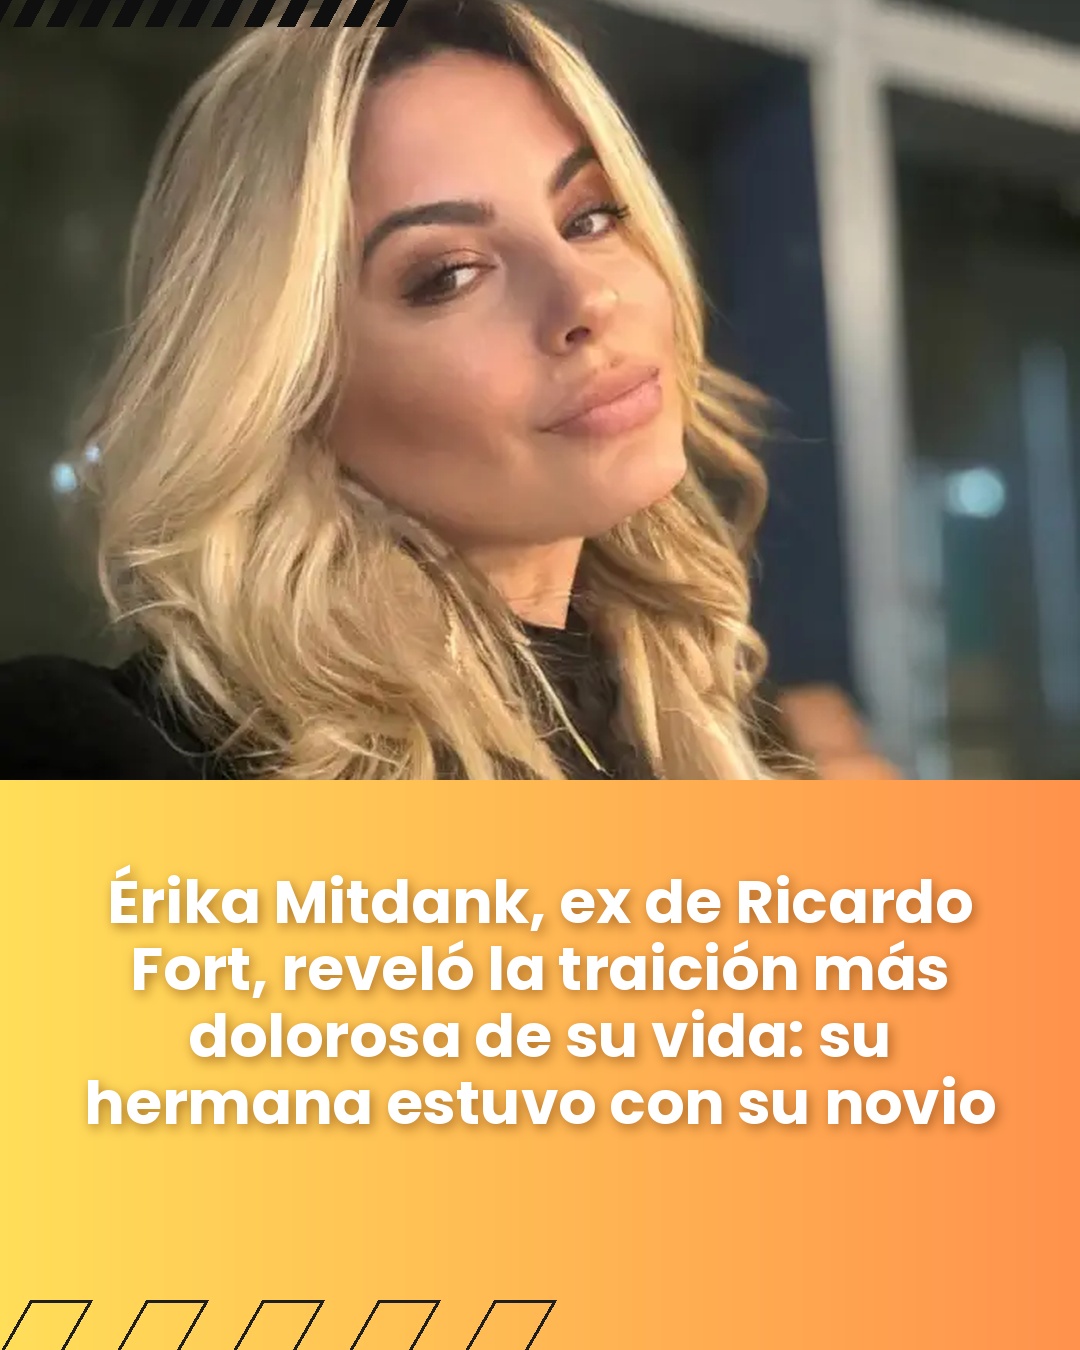 Érika Mitdank, ex de Ricardo
Fort, reveló la traición más
dolorosa de su vida: su
hermana estuvo con su novio